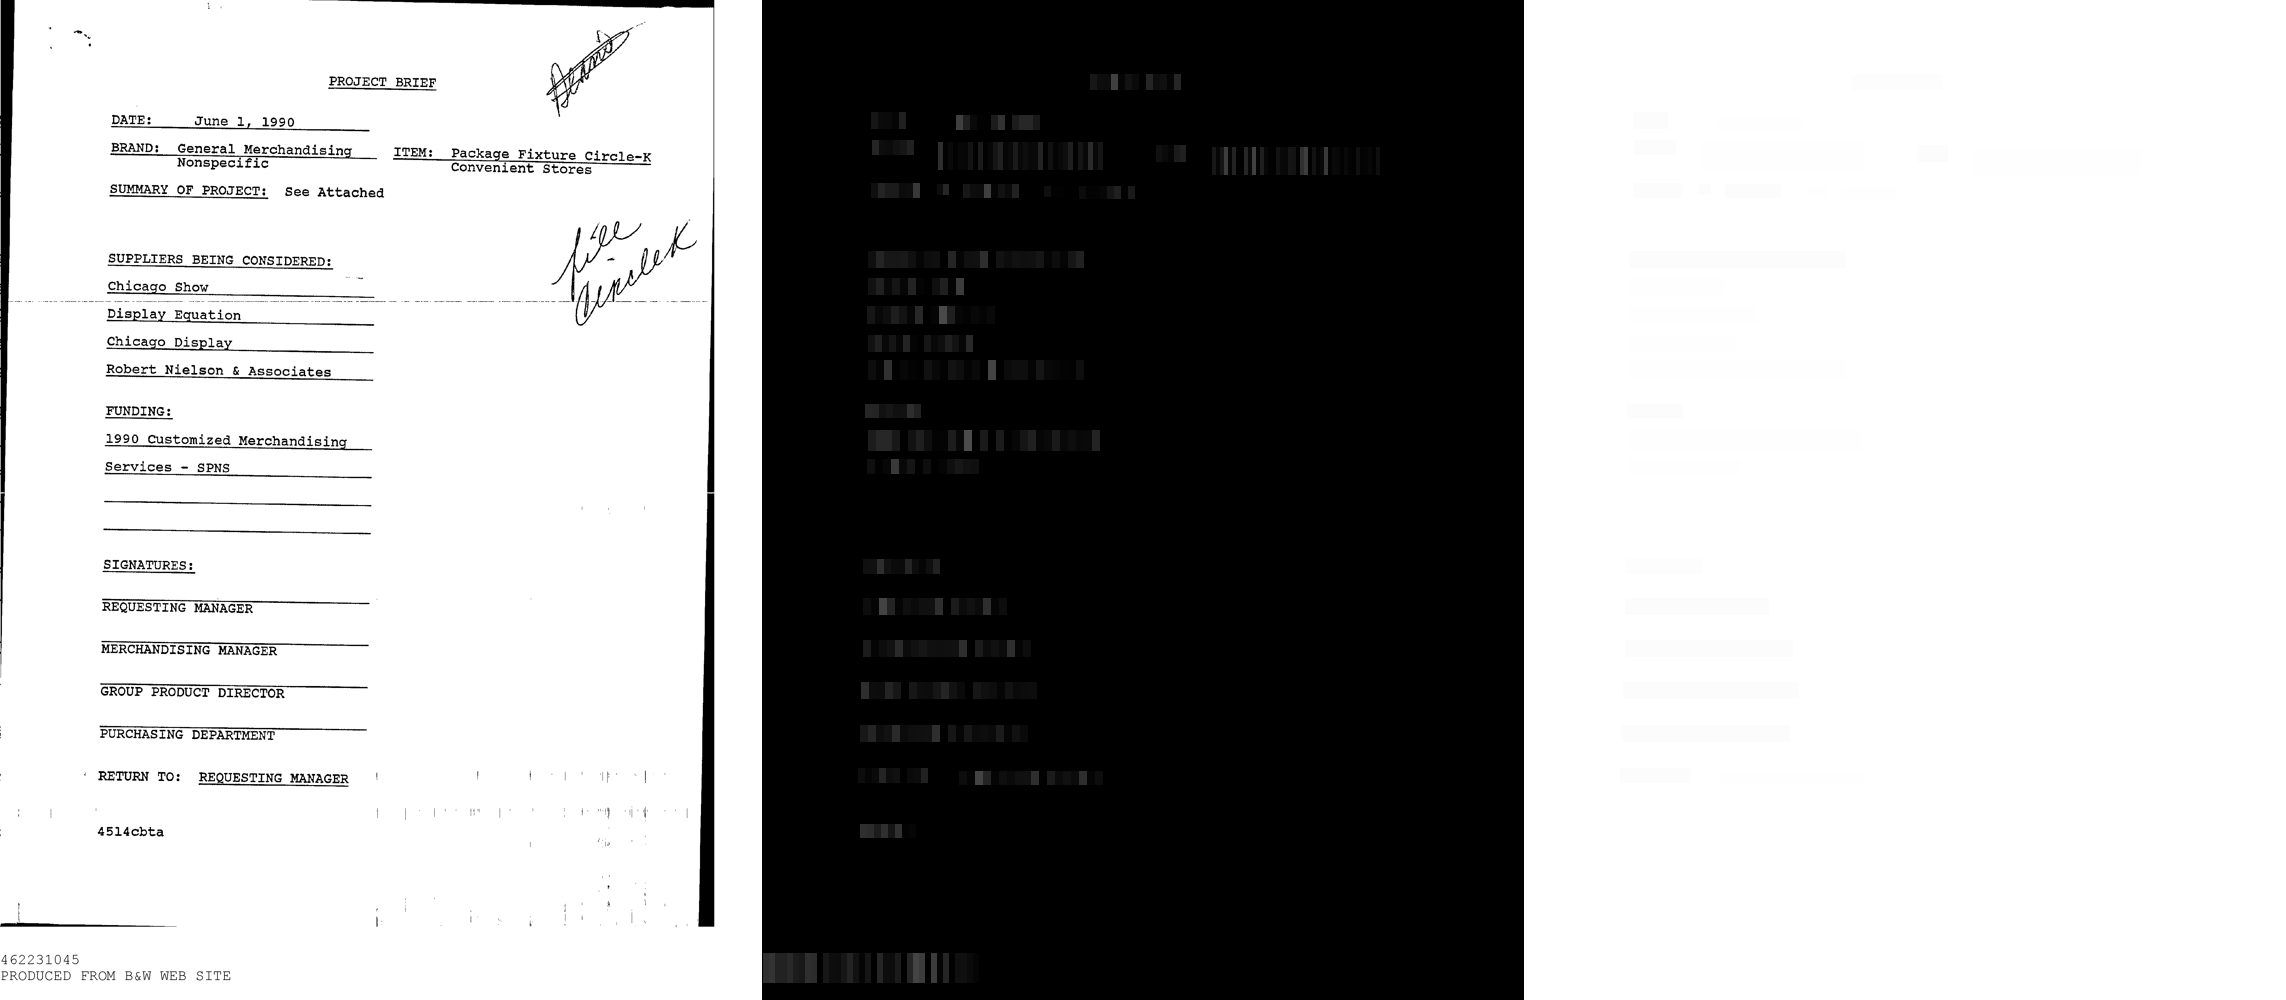 PROJECT BRIEF
DATE: June 1, 1990
BRAND: General Merchandising ITEM: Package Fixture Circle-K
Nonspecific Convenient Stores
SUMMARY OF PROJECT: See Attached
file
circle K
SUPPLIERS BEING CONSIDERED:
Chicago Show
Display Equation
Chicago Display
Robert Nielson & Associates
FUNDING:
1990 Customized Merchandising
Services - SPNS
SIGNATURES:
REQUESTING MANAGER
MERCHANDISING MANAGER
GROUP PRODUCT DIRECTOR
PURCHASING DEPARTMENT
RETURN TO: REQUESTING MANAGER
4514cbta
462231045
PRODUCED FROM B&W WEB SITE